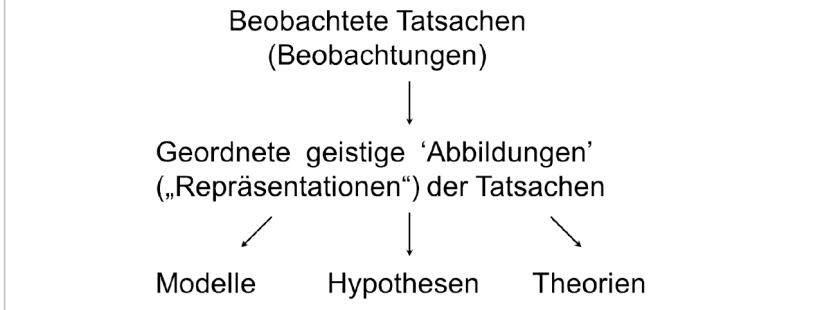 Beobachtete Tatsachen
(Beobachtungen)
Geordnete geistige ‘Abbildungen’
(„Repräsentationen“) der Tatsachen
Modelle Hypothesen Theorien